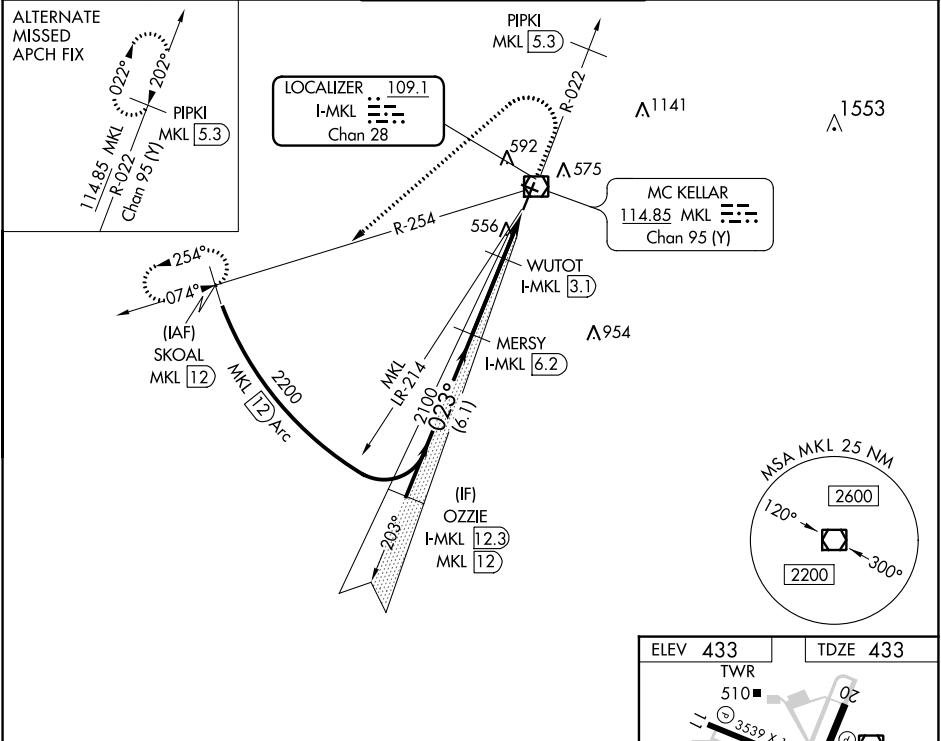 ALTERNATE
MISSED
APCH FIX
022°
202°
PIPKI
MKL 5.3
114.85 MKL
R-022
Chan 95 (Y)
PIPKI
MKL 5.3
R-022
LOCALIZER 109.1
I-MKL
Chan 28
1141
1553
592
575
MC KELLAR
114.85 MKL
Chan 95 (Y)
R-254
556
WUTOT
I-MKL 3.1
254°
074°
(IAF)
SKOAL
MKL 12
954
MERSY
I-MKL 6.2
2200
MKL 12 Arc
MKL
LR-214
2100
023°
(6.1)
(IF)
OZZIE
I-MKL 12.3
MKL 12
203°
MSA MKL 25 NM
2600
120°
300°
2200
ELEV 433
TDZE 433
TWR
510
20
11
P
3539 X